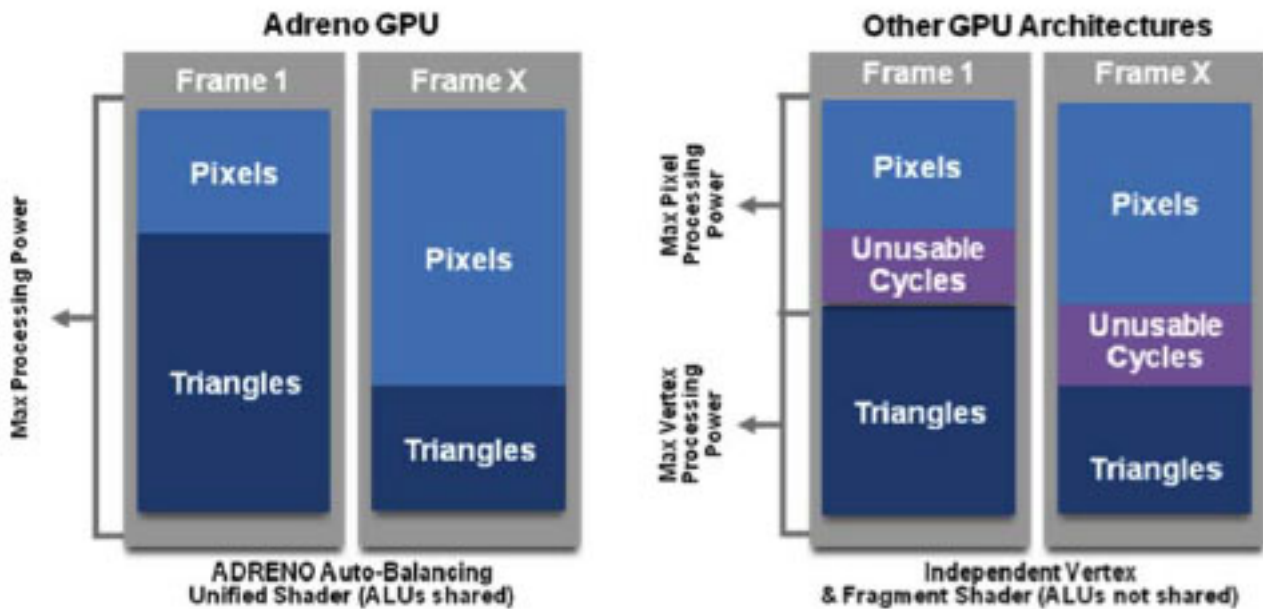 Adreno GPU
Frame 1
Frame X
Max Processing Power
Pixels
Triangles
Pixels
Triangles
ADRENO Auto-Balancing
Unified Shader (ALUs shared)
Other GPU Architectures
Frame 1
Frame X
Max Pixel
Processing
Power
Max Vertex
Processing
Power
Pixels
Unusable
Cycles
Triangles
Pixels
Unusable
Cycles
Triangles
Independent Vertex
& Fragment Shader (ALUs not shared)